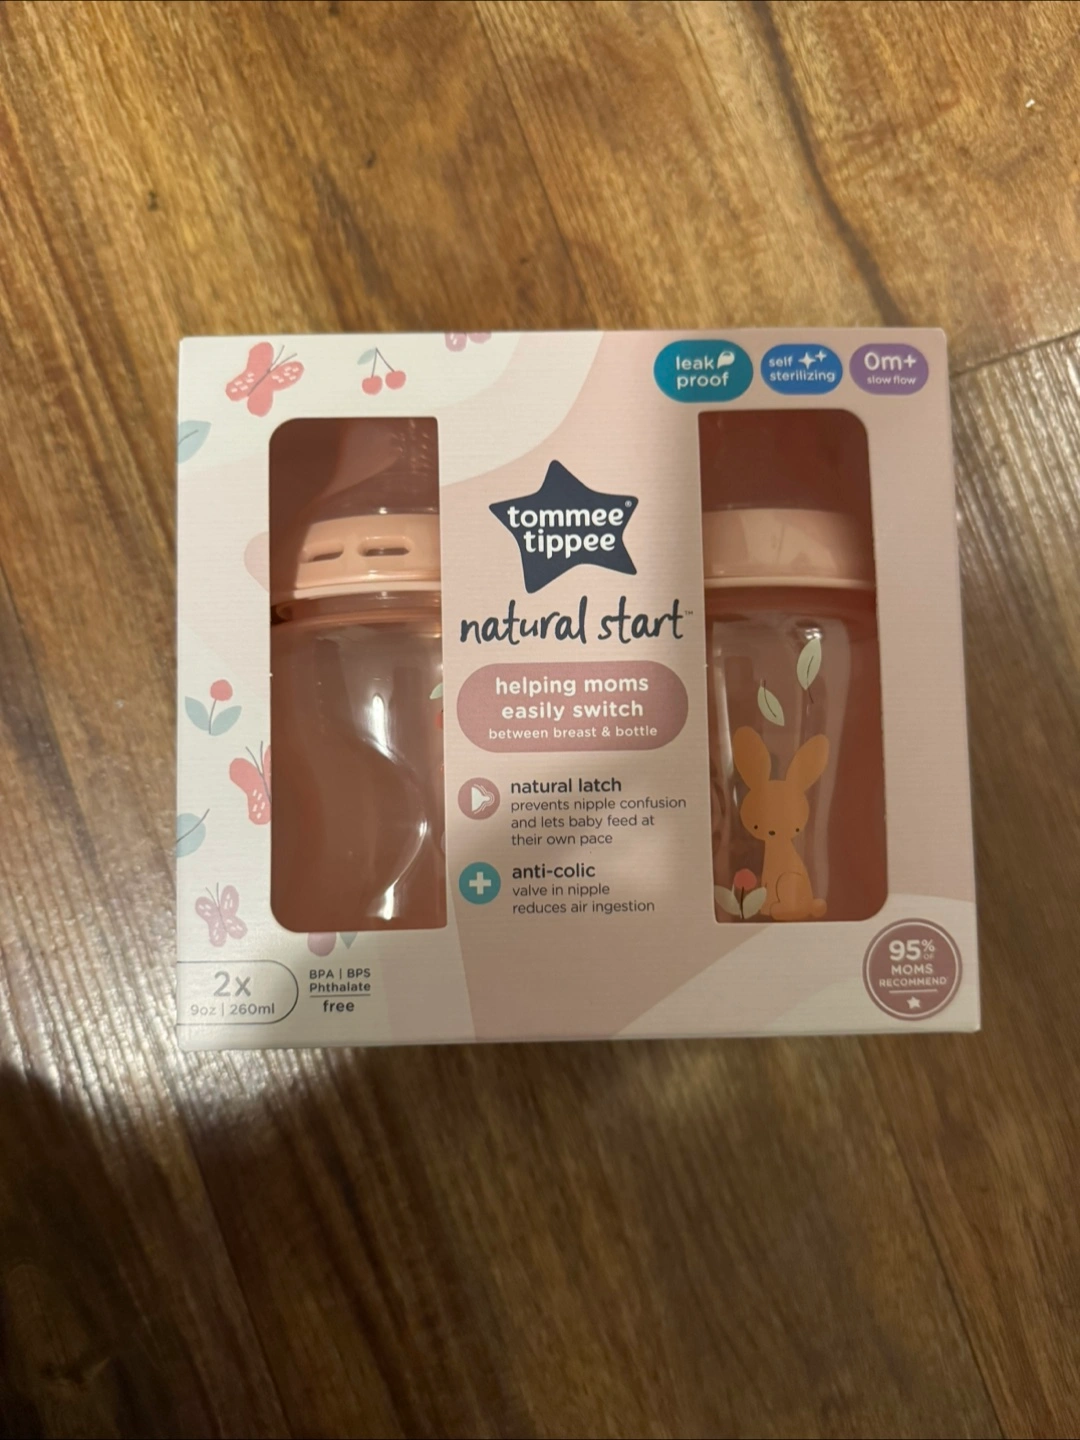 leak
proof
self
sterilizing
0m+
slow flow
tommee®
tippee
natural start™
helping moms
easily switch
between breast & bottle
natural latch
prevents nipple confusion
and lets baby feed at
their own pace
anti-colic
valve in nipple
reduces air ingestion
2x
9oz | 260ml
BPA | BPS
Phthalate
free
95% OF
MOMS
RECOMMEND